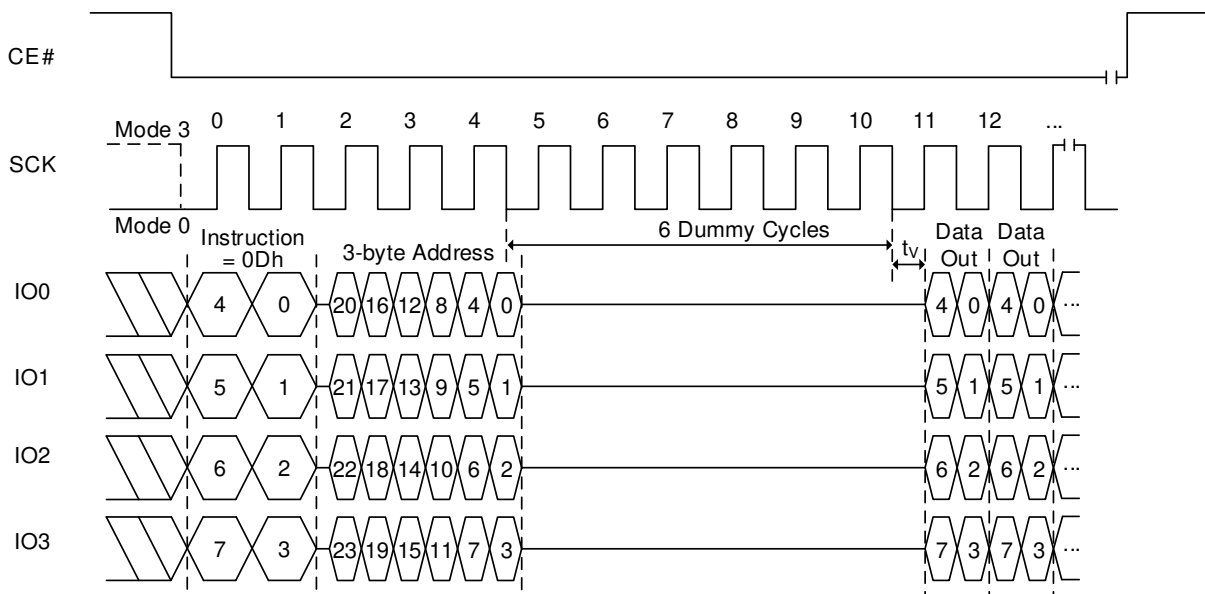 CE#
Mode 3 0 1 2 3 4 5 6 7 8 9 10 11 12 ...
SCK
Mode 0
Instruction = 0Dh
3-byte Address
6 Dummy Cycles
tV
Data Out
Data Out
IO0 4 0 20 16 12 8 4 0 4 0 4 0 ...
IO1 5 1 21 17 13 9 5 1 5 1 5 1 ...
IO2 6 2 22 18 14 10 6 2 6 2 6 2 ...
IO3 7 3 23 19 15 11 7 3 7 3 7 3 ...